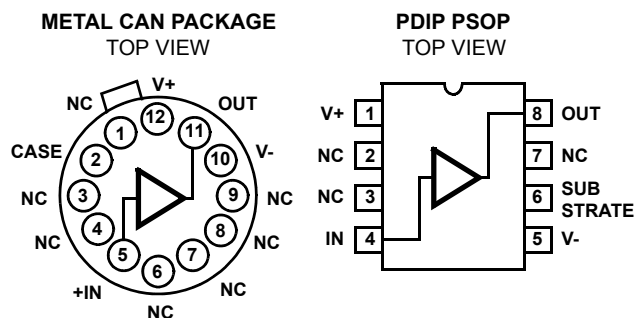 METAL CAN PACKAGE
TOP VIEW
NC
V+
OUT
CASE
V-
NC
NC
NC
NC
+IN
NC
NC
1
2
3
4
5
6
7
8
9
10
11
12
PDIP PSOP
TOP VIEW
V+ 1
8 OUT
NC 2
7 NC
NC 3
6 SUB
STRATE
IN 4
5 V-